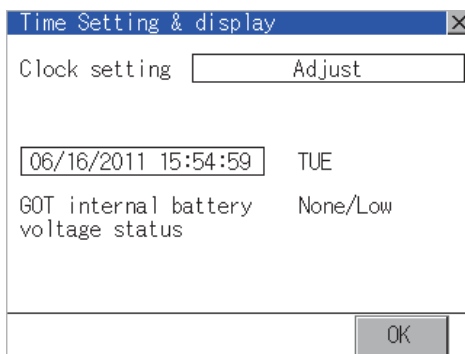 Time Setting & display
Clock setting Adjust
06/16/2011 15:54:59 TUE
GOT internal battery None/Low
voltage status
OK